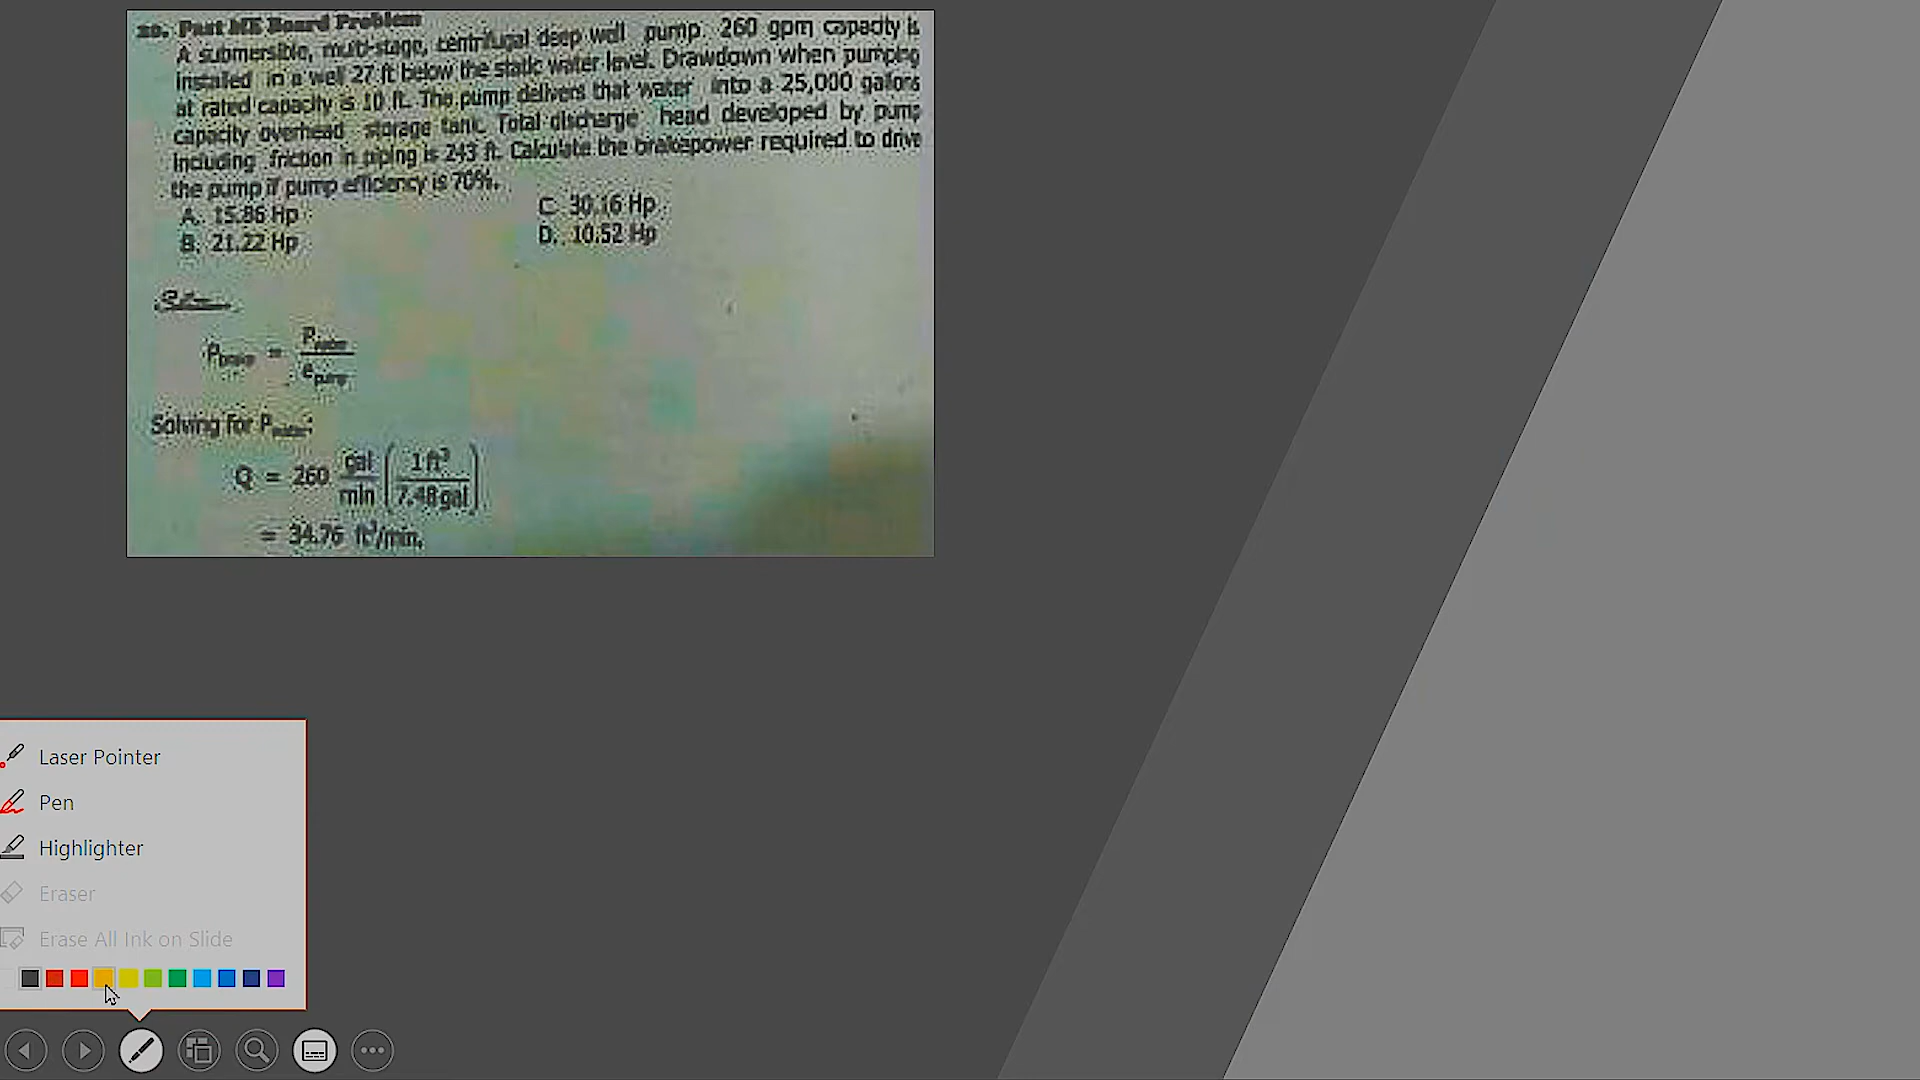 20. Past ME Board Problem
A submersible, multi-stage, centrifugal deep well pump. 260 gpm capacity is
installed in a well 27 ft below the static water level. Drawdown when pumping
at rated capacity is 10 ft. The pump delivers that water into a 25,000 gallons
capacity overhead storage tank. Total discharge head developed by pump
including friction in piping is 243 ft. Calculate the brakepower required to drive
the pump if pump efficiency is 70%.
A. 15.86 Hp
C. 30.16 Hp
B. 21.22 Hp
D. 10.52 Hp
P =
P
e pump
Solving for P :
Q = 260 gal/min (1 ft³/7.48 gal)
= 34.76 ft³/min.
Laser Pointer
Pen
Highlighter
Eraser
Erase All Ink on Slide